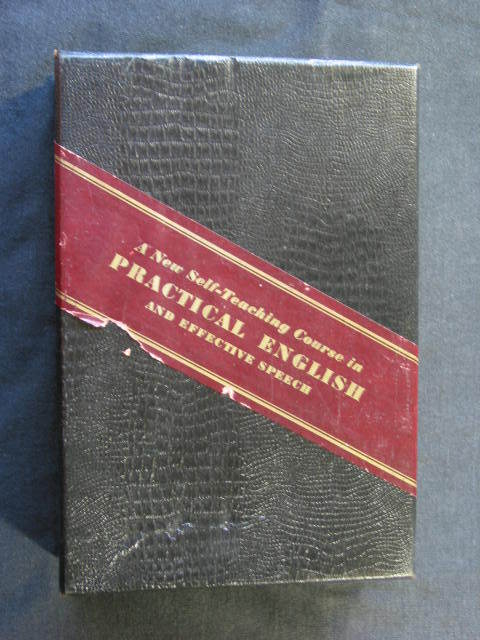 A New Self-Teaching Course in
PRACTICAL ENGLISH
AND EFFECTIVE SPEECH